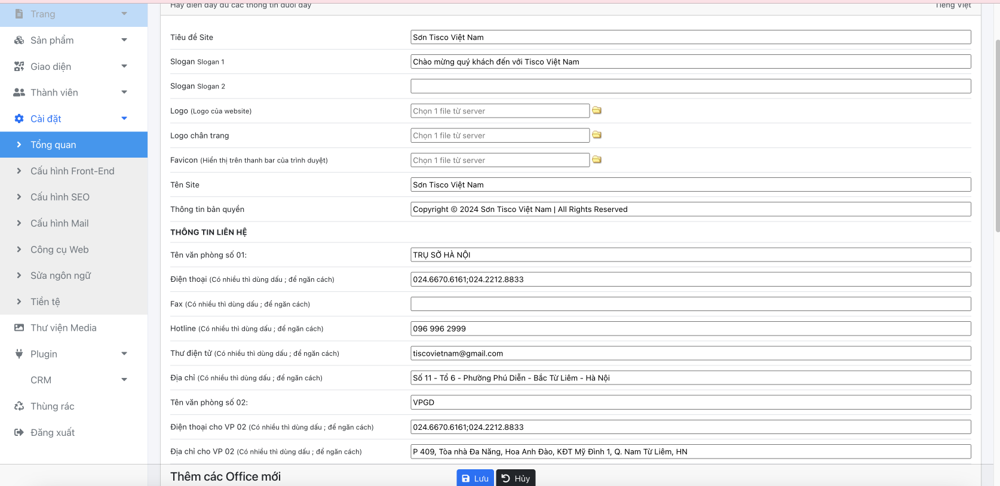 Trang
Sản phẩm
Giao diện
Thành viên
Cài đặt
Tổng quan
Cấu hình Front-End
Cấu hình SEO
Cấu hình Mail
Công cụ Web
Sửa ngôn ngữ
Tiền tệ
Thư viện Media
Plugin
CRM
Thùng rác
Đăng xuất
Hãy điền đầy đủ các thông tin dưới đây
Tiếng Việt
Tiêu đề Site Sơn Tisco Việt Nam
Slogan Slogan 1 Chào mừng quý khách đến với Tisco Việt Nam
Slogan Slogan 2
Logo (Logo của website) Chọn 1 file từ server
Logo chân trang Chọn 1 file từ server
Favicon (Hiển thị trên thanh bar của trình duyệt) Chọn 1 file từ server
Tên Site Sơn Tisco Việt Nam
Thông tin bản quyền Copyright © 2024 Sơn Tisco Việt Nam | All Rights Reserved
THÔNG TIN LIÊN HỆ
Tên văn phòng số 01: TRỤ SỞ HÀ NỘI
Điện thoại (Có nhiều thì dùng dấu ; để ngăn cách) 024.6670.6161;024.2212.8833
Fax (Có nhiều thì dùng dấu ; để ngăn cách)
Hotline (Có nhiều thì dùng dấu ; để ngăn cách) 096 996 2999
Thư điện tử (Có nhiều thì dùng dấu ; để ngăn cách) tiscovietnam@gmail.com
Địa chỉ (Có nhiều thì dùng dấu ; để ngăn cách) Số 11 - Tổ 6 - Phường Phú Diễn - Bắc Từ Liêm - Hà Nội
Tên văn phòng số 02: VPGD
Điện thoại cho VP 02 (Có nhiều thì dùng dấu ; để ngăn cách) 024.6670.6161;024.2212.8833
Địa chỉ cho VP 02 (Có nhiều thì dùng dấu ; để ngăn cách) P 409, Tòa nhà Đa Năng, Hoa Anh Đào, KĐT Mỹ Đình 1, Q. Nam Từ Liêm, HN
Thêm các Office mới
Lưu
Hủy